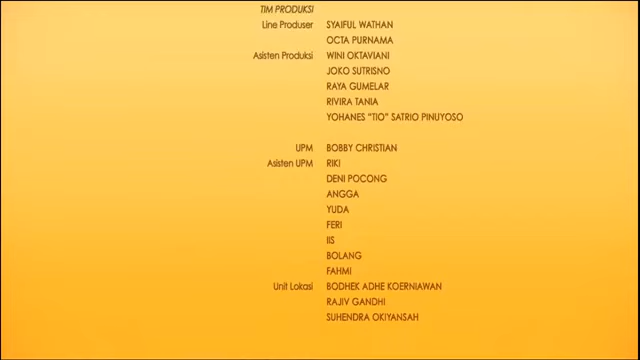 TIM PRODUKSI
Line Produser SYAIFUL WATHAN
OCTA PURNAMA
Asisten Produksi WINI OKTAVIANI
JOKO SUTRISNO
RAYA GUMELAR
RIVIRA TANIA
YOHANES "TIO" SATRIO PINUYOSO
UPM BOBBY CHRISTIAN
Asisten UPM RIKI
DENI POCONG
ANGGA
YUDA
FERI
IIS
BOLANG
FAHMI
Unit Lokasi BODHEK ADHE KOERNIAWAN
RAJIV GANDHI
SUHENDRA OKIYANSAH